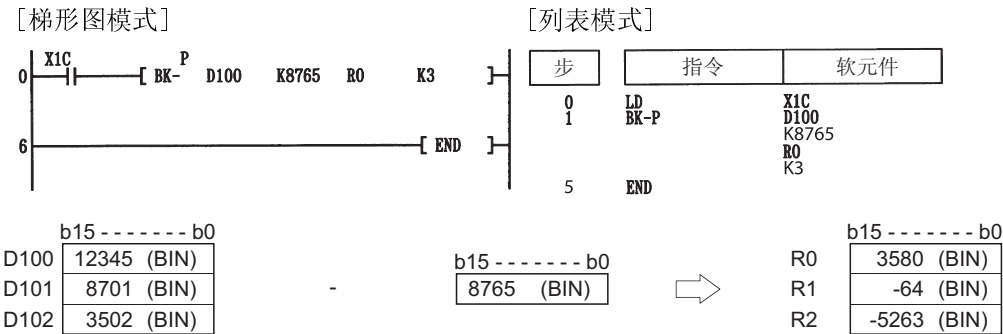 [梯形图模式]
[列表模式]
X1C
P
0
[ BK- D100 K8765 R0 K3 ]
6
[ END ]
步 指令 软元件
0 LD X1C
1 BK-P D100
K8765
R0
K3
5 END
b15 - - - - - - - b0
D100 12345 (BIN)
D101 8701 (BIN)
D102 3502 (BIN)
-
b15 - - - - - - - b0
8765 (BIN)
b15 - - - - - - - b0
R0 3580 (BIN)
R1 -64 (BIN)
R2 -5263 (BIN)